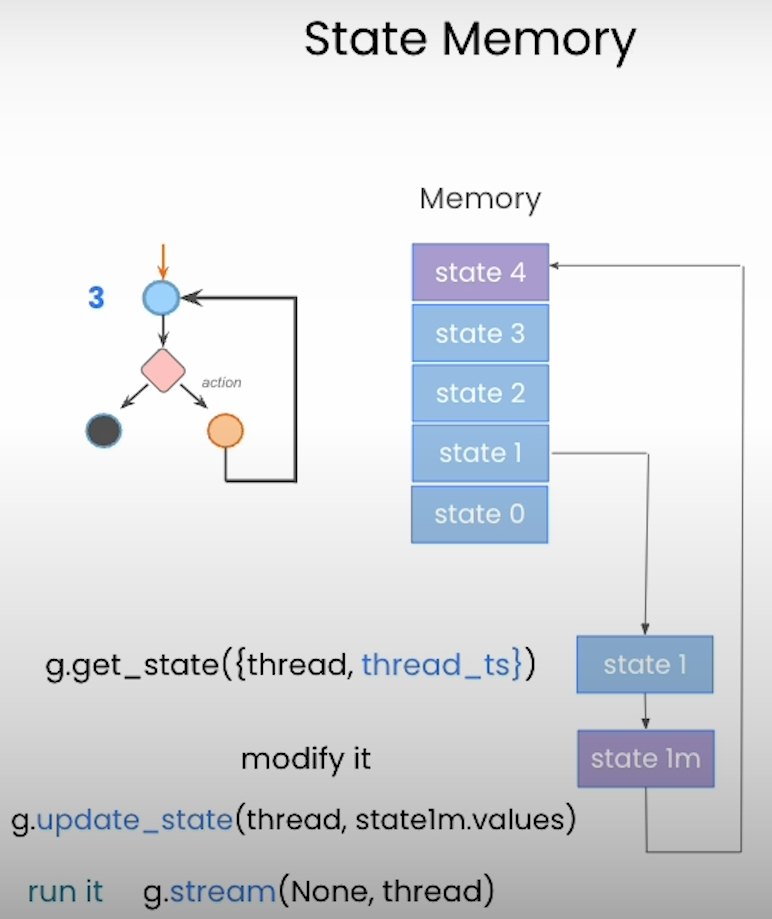 State Memory
Memory
3
action
state 4
state 3
state 2
state 1
state 0
g.get_state({thread, thread_ts})
state 1
modify it
state 1m
g.update_state(thread, state1m.values)
run it g.stream(None, thread)